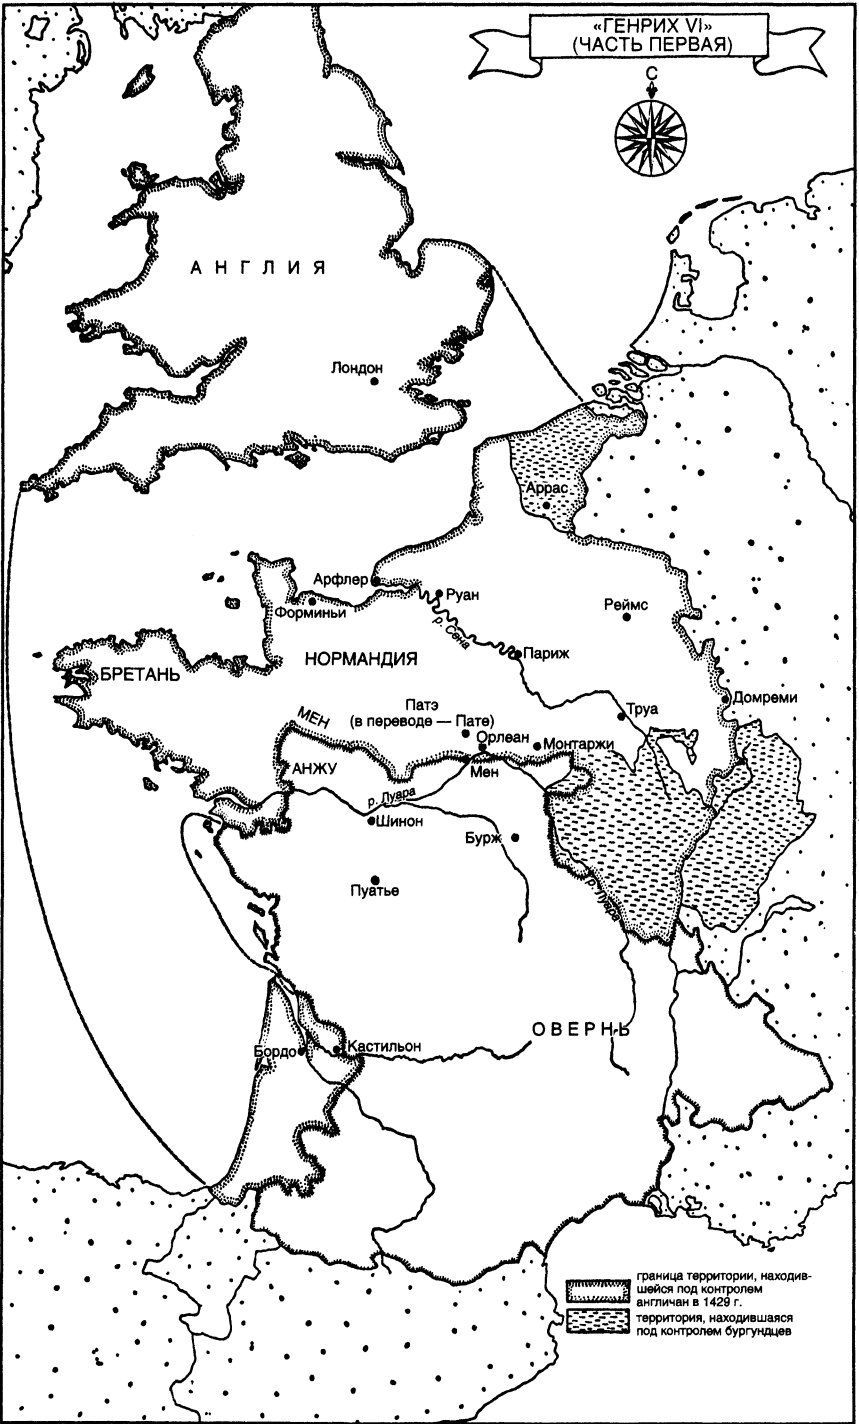 «ГЕНРИХ VI»
(ЧАСТЬ ПЕРВАЯ)
С
АНГЛИЯ
Лондон
Аррас
Арфлер
Руан
Форминьи
Реймс
р. Сена
Париж
НОРМАНДИЯ
БРЕТАНЬ
Домреми
Труа
Патэ
(в переводе — Пате)
МЕН
Орлеан
Монтаржи
АНЖУ
Мен
р. Луара
Шинон
Бурж
Пуатье
р. Луара
ОВЕРНЬ
Бордо
Кастильон
граница территории, находив-
шейся под контролем
англичан в 1429 г.
территория, находившаяся
под контролем бургундцев